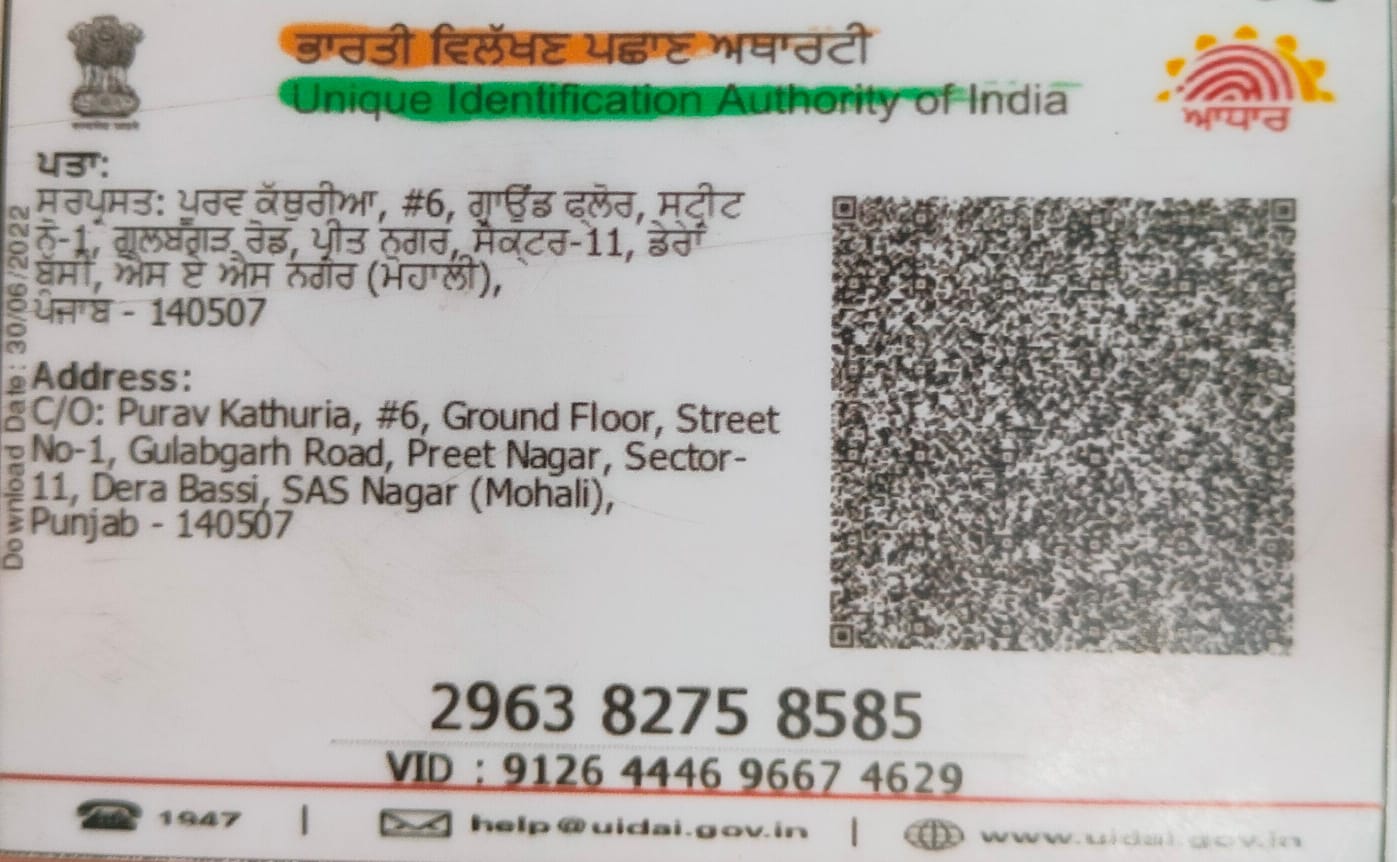 ਭਾਰਤੀ ਵਿਲੱਖਣ ਪਛਾਣ ਅਥਾਰਟੀ
Unique Identification Authority of India
ਆਧਾਰ
ਪਤਾ:
ਸਰਪ੍ਰਸਤ: ਪੂਰਵ ਕੱਥੁਰੀਆ, #6, ਗ੍ਰਾਉਂਡ ਫਲੋਰ, ਸਟ੍ਰੀਟ
ਨੰ-1, ਗੁਲਾਬਗੜ ਰੋਡ, ਪ੍ਰੀਤ ਨਗਰ, ਸੈਕਟਰ-11, ਡੇਰਾ
ਬੱਸੀ, ਐਸ ਏ ਐਸ ਨਗਰ (ਮੋਹਾਲੀ),
ਪੰਜਾਬ - 140507
Address:
C/O: Purav Kathuria, #6, Ground Floor, Street
No-1, Gulabgarh Road, Preet Nagar, Sector-
11, Dera Bassi, SAS Nagar (Mohali),
Punjab - 140507
Download Date: 30/06/2022
2963 8275 8585
VID : 9126 4446 9667 4629
1947 | help@uidai.gov.in | www.uidai.gov.in